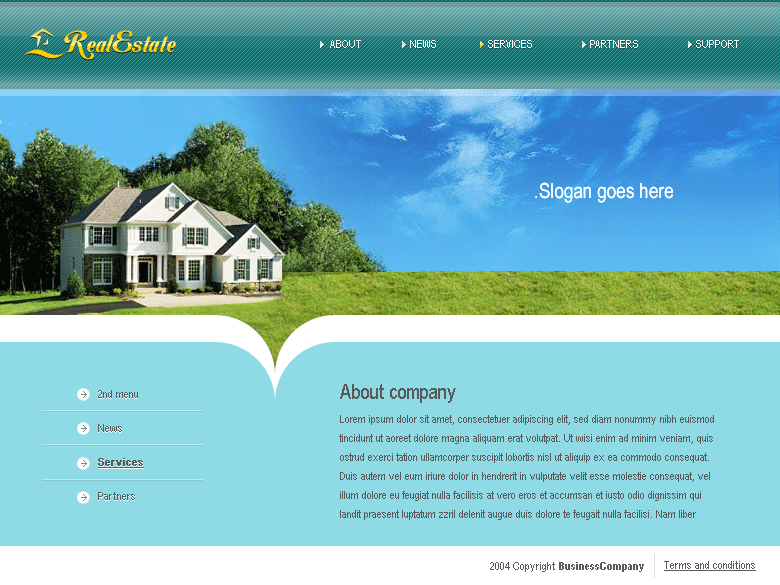 RealEstate
ABOUT
NEWS
SERVICES
PARTNERS
SUPPORT
.Slogan goes here
2nd menu
News
Services
Partners
About company
Lorem ipsum dolor sit amet, consectetuer adipiscing elit, sed diam nonummy nibh euismod
tincidunt ut aoreet dolore magna aliquam erat volutpat. Ut wisi enim ad minim veniam, quis
ostrud exerci tation ullamcorper suscipit lobortis nisl ut aliquip ex ea commodo consequat.
Duis autem vel eum iriure dolor in hendrerit in vulputate velit esse molestie consequat, vel
illum dolore eu feugiat nulla facilisis at vero eros et accumsan et iusto odio dignissim qui
landit praesent luptatum zzril delenit augue duis dolore te feugait nulla facilisi. Nam liber
2004 Copyright BusinessCompany
Terms and conditions